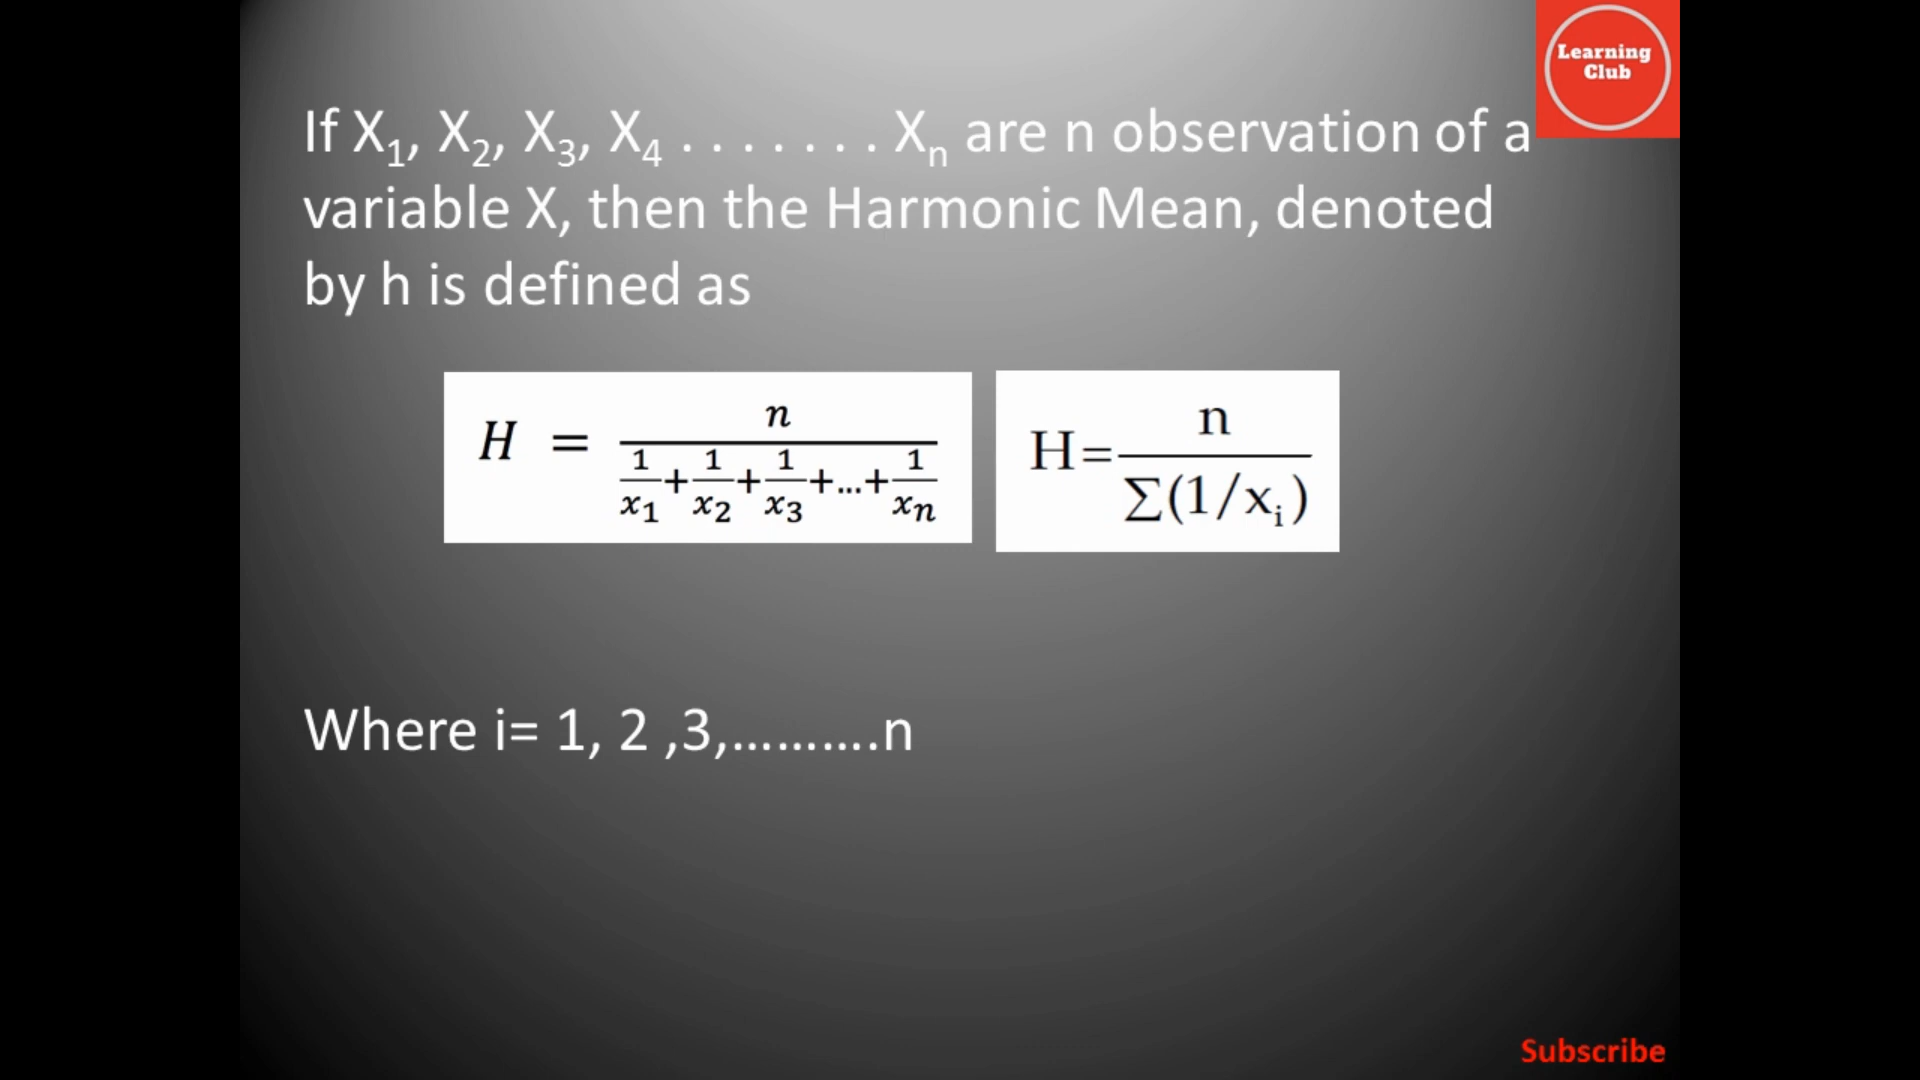 Learning
Club
If X₁, X₂, X₃, X₄ . . . . . . . Xₙ are n observation of a
variable X, then the Harmonic Mean, denoted
by h is defined as
H = n / (1/x₁ + 1/x₂ + 1/x₃ +...+ 1/xₙ)
H= n / ∑(1/xᵢ)
Where i= 1, 2 ,3,……….n
Subscribe